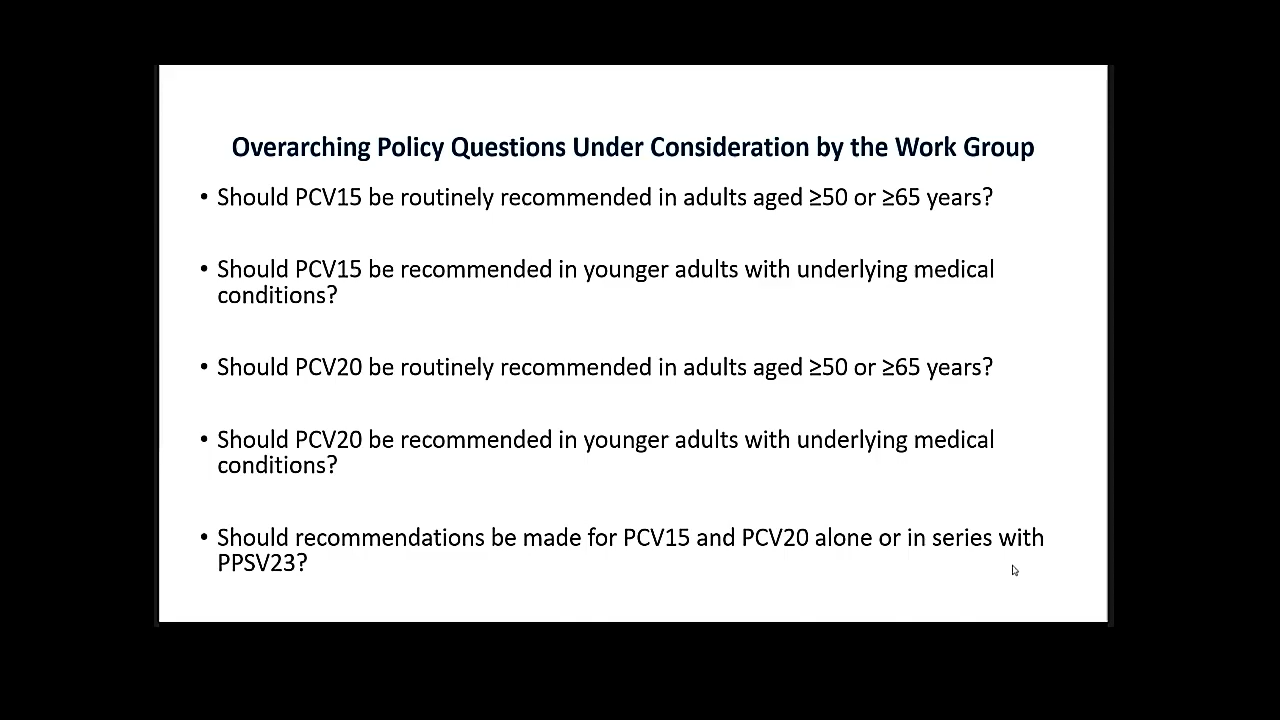 Overarching Policy Questions Under Consideration by the Work Group
• Should PCV15 be routinely recommended in adults aged ≥50 or ≥65 years?
• Should PCV15 be recommended in younger adults with underlying medical
conditions?
• Should PCV20 be routinely recommended in adults aged ≥50 or ≥65 years?
• Should PCV20 be recommended in younger adults with underlying medical
conditions?
• Should recommendations be made for PCV15 and PCV20 alone or in series with
PPSV23?